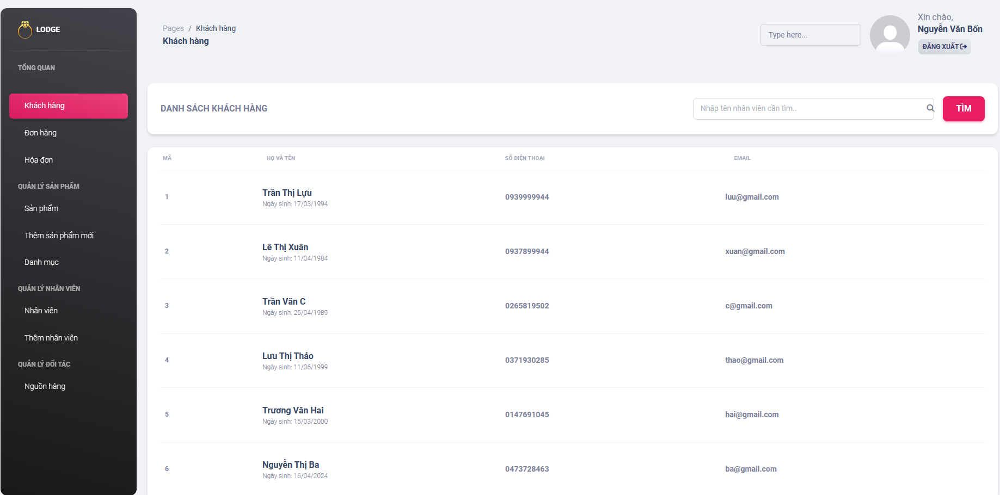 LODGE
TỔNG QUAN
Khách hàng
Đơn hàng
Hóa đơn
QUẢN LÝ SẢN PHẨM
Sản phẩm
Thêm sản phẩm mới
Danh mục
QUẢN LÝ NHÂN VIÊN
Nhân viên
Thêm nhân viên
QUẢN LÝ ĐỐI TÁC
Nguồn hàng
Pages / Khách hàng
Khách hàng
Type here...
Xin chào,
Nguyễn Văn Bốn
ĐĂNG XUẤT
DANH SÁCH KHÁCH HÀNG
Nhập tên nhân viên cần tìm..
TÌM
MÃ HỌ VÀ TÊN SỐ ĐIỆN THOẠI EMAIL
1 Trần Thị Lựu 0939999944 luu@gmail.com
Ngày sinh: 17/03/1994
2 Lê Thị Xuân 0937899944 xuan@gmail.com
Ngày sinh: 11/04/1984
3 Trần Văn C 0265819502 c@gmail.com
Ngày sinh: 25/04/1989
4 Lưu Thị Thảo 0371930285 thao@gmail.com
Ngày sinh: 11/06/1999
5 Trương Văn Hai 0147691045 hai@gmail.com
Ngày sinh: 15/03/2000
6 Nguyễn Thị Ba 0473728463 ba@gmail.com
Ngày sinh: 16/04/2024